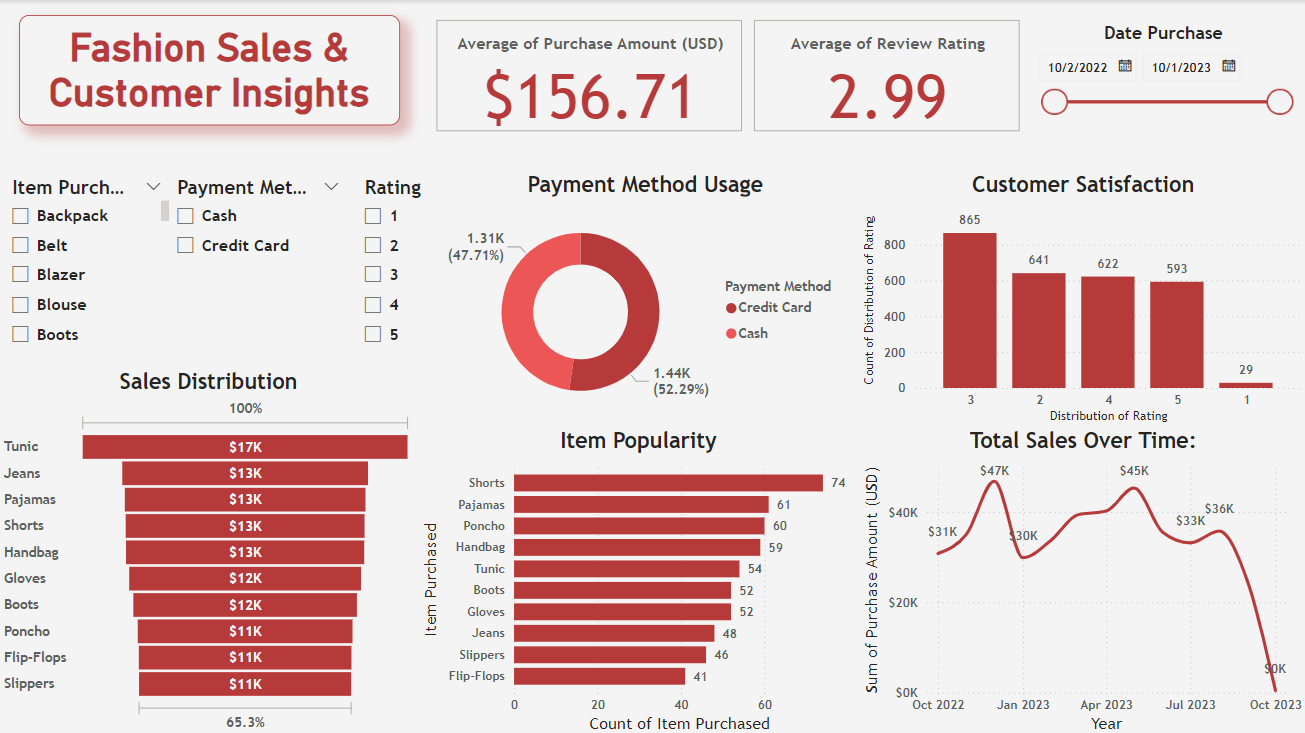 Fashion Sales &
Customer Insights
Average of Purchase Amount (USD)
$156.71
Average of Review Rating
2.99
Date Purchase
10/2/2022
10/1/2023
Item Purch...
Backpack
Belt
Blazer
Blouse
Boots
Payment Met...
Cash
Credit Card
Rating
1
2
3
4
5
Payment Method Usage
1.31K
(47.71%)
1.44K
(52.29%)
Payment Method
Credit Card
Cash
Customer Satisfaction
Count of Distribution of Rating
800
600
400
200
0
865
641
622
593
29
3
2
4
5
1
Distribution of Rating
Sales Distribution
100%
Tunic $17K
Jeans $13K
Pajamas $13K
Shorts $13K
Handbag $13K
Gloves $12K
Boots $12K
Poncho $11K
Flip-Flops $11K
Slippers $11K
65.3%
Item Popularity
Item Purchased
Shorts 74
Pajamas 61
Poncho 60
Handbag 59
Tunic 54
Boots 52
Gloves 52
Jeans 48
Slippers 46
Flip-Flops 41
0 20 40 60
Count of Item Purchased
Total Sales Over Time:
Sum of Purchase Amount (USD)
$40K
$20K
$0K
$31K
$47K
$30K
$45K
$33K
$36K
$0K
Oct 2022 Jan 2023 Apr 2023 Jul 2023 Oct 2023
Year